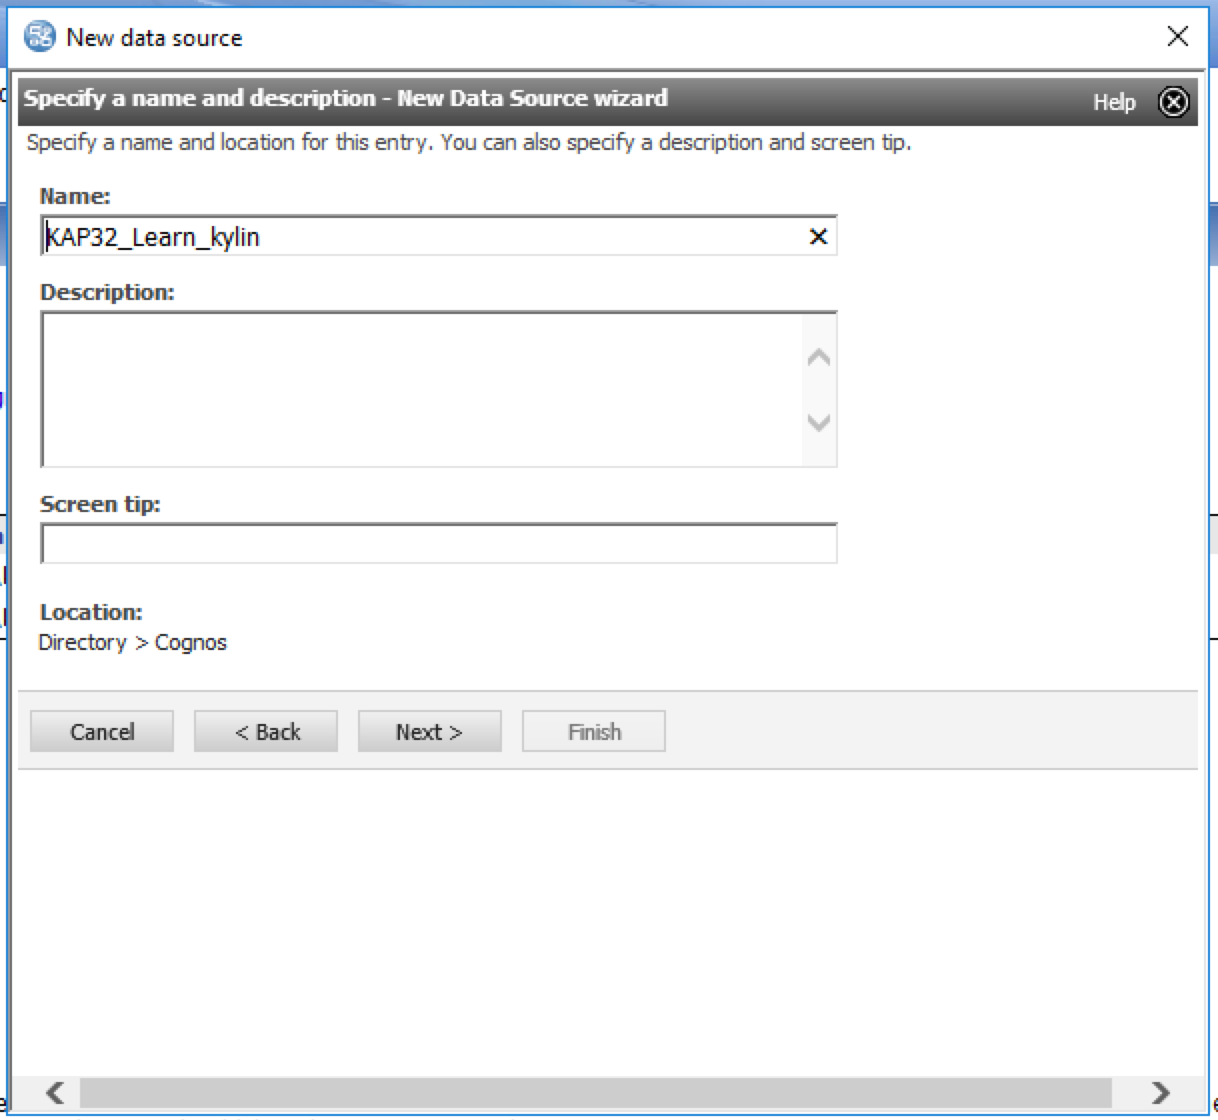 New data source
Specify a name and description - New Data Source wizard
Help
Specify a name and location for this entry. You can also specify a description and screen tip.
Name:
KAP32_Learn_kylin
Description:
Screen tip:
Location:
Directory > Cognos
Cancel
< Back
Next >
Finish